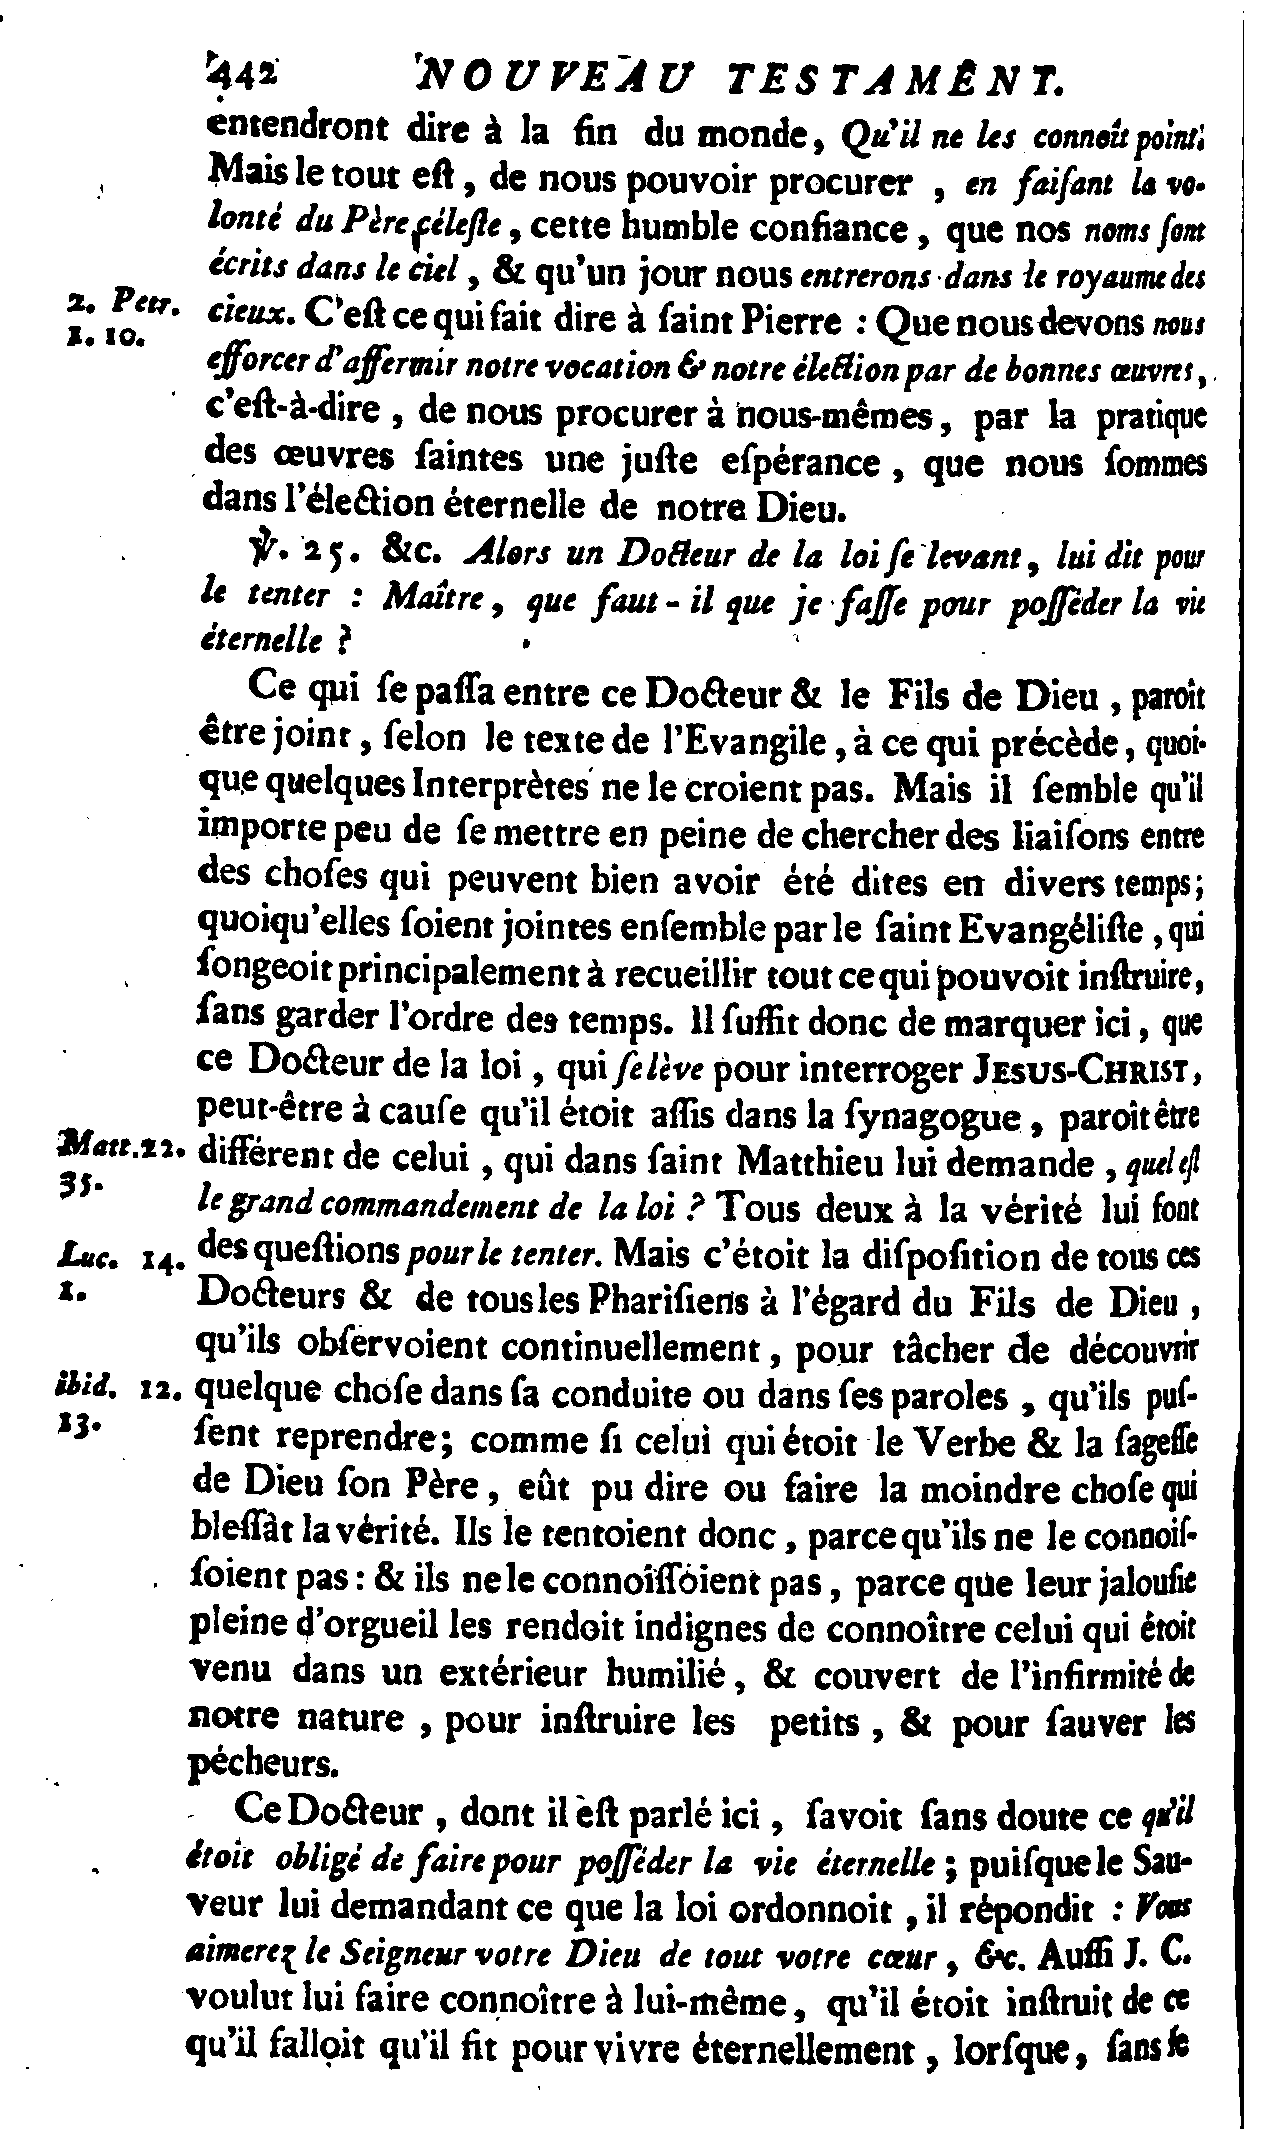 442 NOUVEAU TESTAMENT.
entendront dire à la fin du monde, Qu'il ne les connoît point.
Mais le tout eſt, de nous pouvoir procurer, en faiſant la vo-
lonté du Père céleſte, cette humble confiance, que nos noms ſont
écrits dans le ciel, & qu'un jour nous entrerons dans le royaume des
2. Petr. 1. 10.
cieux. C'eſt ce qui fait dire à ſaint Pierre : Que nous devons nous
efforcer d'affermir notre vocation & notre élection par de bonnes œuvres,
c'eſt-à-dire, de nous procurer à nous-mêmes, par la pratique
des œuvres ſaintes une juſte eſpérance, que nous ſommes
dans l'élection éternelle de notre Dieu.
℣. 25. &c. Alors un Docteur de la loi ſe levant, lui dit pour
le tenter : Maître, que faut-il que je faſſe pour poſſéder la vie
éternelle ?
Ce qui ſe paſſa entre ce Docteur & le Fils de Dieu, paroît
être joint, ſelon le texte de l'Evangile, à ce qui précède, quoi-
que quelques Interprètes ne le croient pas. Mais il ſemble qu'il
importe peu de ſe mettre en peine de chercher des liaiſons entre
des choſes qui peuvent bien avoir été dites en divers temps;
quoiqu'elles ſoient jointes enſemble par le ſaint Evangéliſte, qui
ſongeoit principalement à recueillir tout ce qui pouvoit inſtruire,
ſans garder l'ordre des temps. Il ſuffit donc de marquer ici, que
ce Docteur de la loi, qui ſe lève pour interroger JESUS-CHRIST,
peut-être à cauſe qu'il étoit aſſis dans la ſynagogue, paroît être
Matt. 22. 35.
différent de celui, qui dans ſaint Matthieu lui demande, quel eſt
le grand commandement de la loi ? Tous deux à la vérité lui font
Luc. 14. 1.
des queſtions pour le tenter. Mais c'étoit la diſpoſition de tous ces
Docteurs & de tous les Phariſiens à l'égard du Fils de Dieu,
qu'ils obſervoient continuellement, pour tâcher de découvrir
ibid. 12. 13.
quelque choſe dans ſa conduite ou dans ſes paroles, qu'ils puſ-
ſent reprendre; comme ſi celui qui étoit le Verbe & la ſageſſe
de Dieu ſon Père, eût pu dire ou faire la moindre choſe qui
bleſſât la vérité. Ils le tentoient donc, parce qu'ils ne le connoiſ-
ſoient pas : & ils ne le connoiſſoient pas, parce que leur jalouſie
pleine d'orgueil les rendoit indignes de connoître celui qui étoit
venu dans un extérieur humilié, & couvert de l'infirmité de
notre nature, pour inſtruire les petits, & pour ſauver les
pécheurs.
Ce Docteur, dont il eſt parlé ici, ſavoit ſans doute ce qu'il
étoit obligé de faire pour poſſéder la vie éternelle; puiſque le Sau-
veur lui demandant ce que la loi ordonnoit, il répondit : Vous
aimerez le Seigneur votre Dieu de tout votre cœur, &c. Auſſi J. C.
voulut lui faire connoître à lui-même, qu'il étoit inſtruit de ce
qu'il falloit qu'il fit pour vivre éternellement, lorſque, ſans ſe